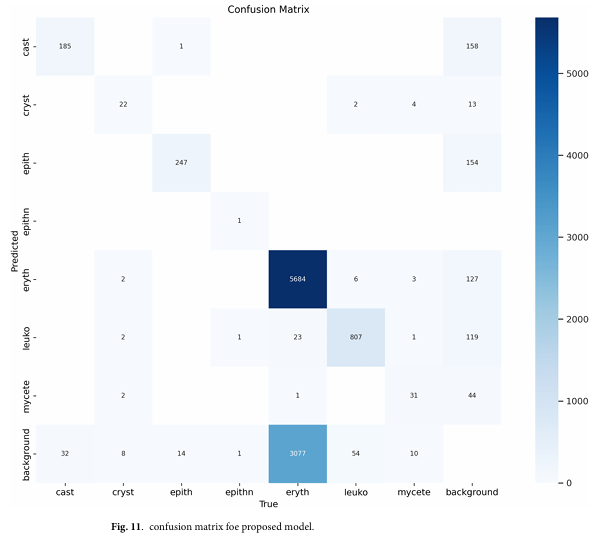 Confusion Matrix
cast 185 1 158
cryst 22 2 4 13
epith 247 154
epithn 1
eryth 2 5684 6 3 127
leuko 2 1 23 807 1 119
mycete 2 1 31 44
background 32 8 14 1 3077 54 10
cast cryst epith epithn eryth leuko mycete background
Predicted
True
5000
4000
3000
2000
1000
0
Fig. 11. confusion matrix foe proposed model.